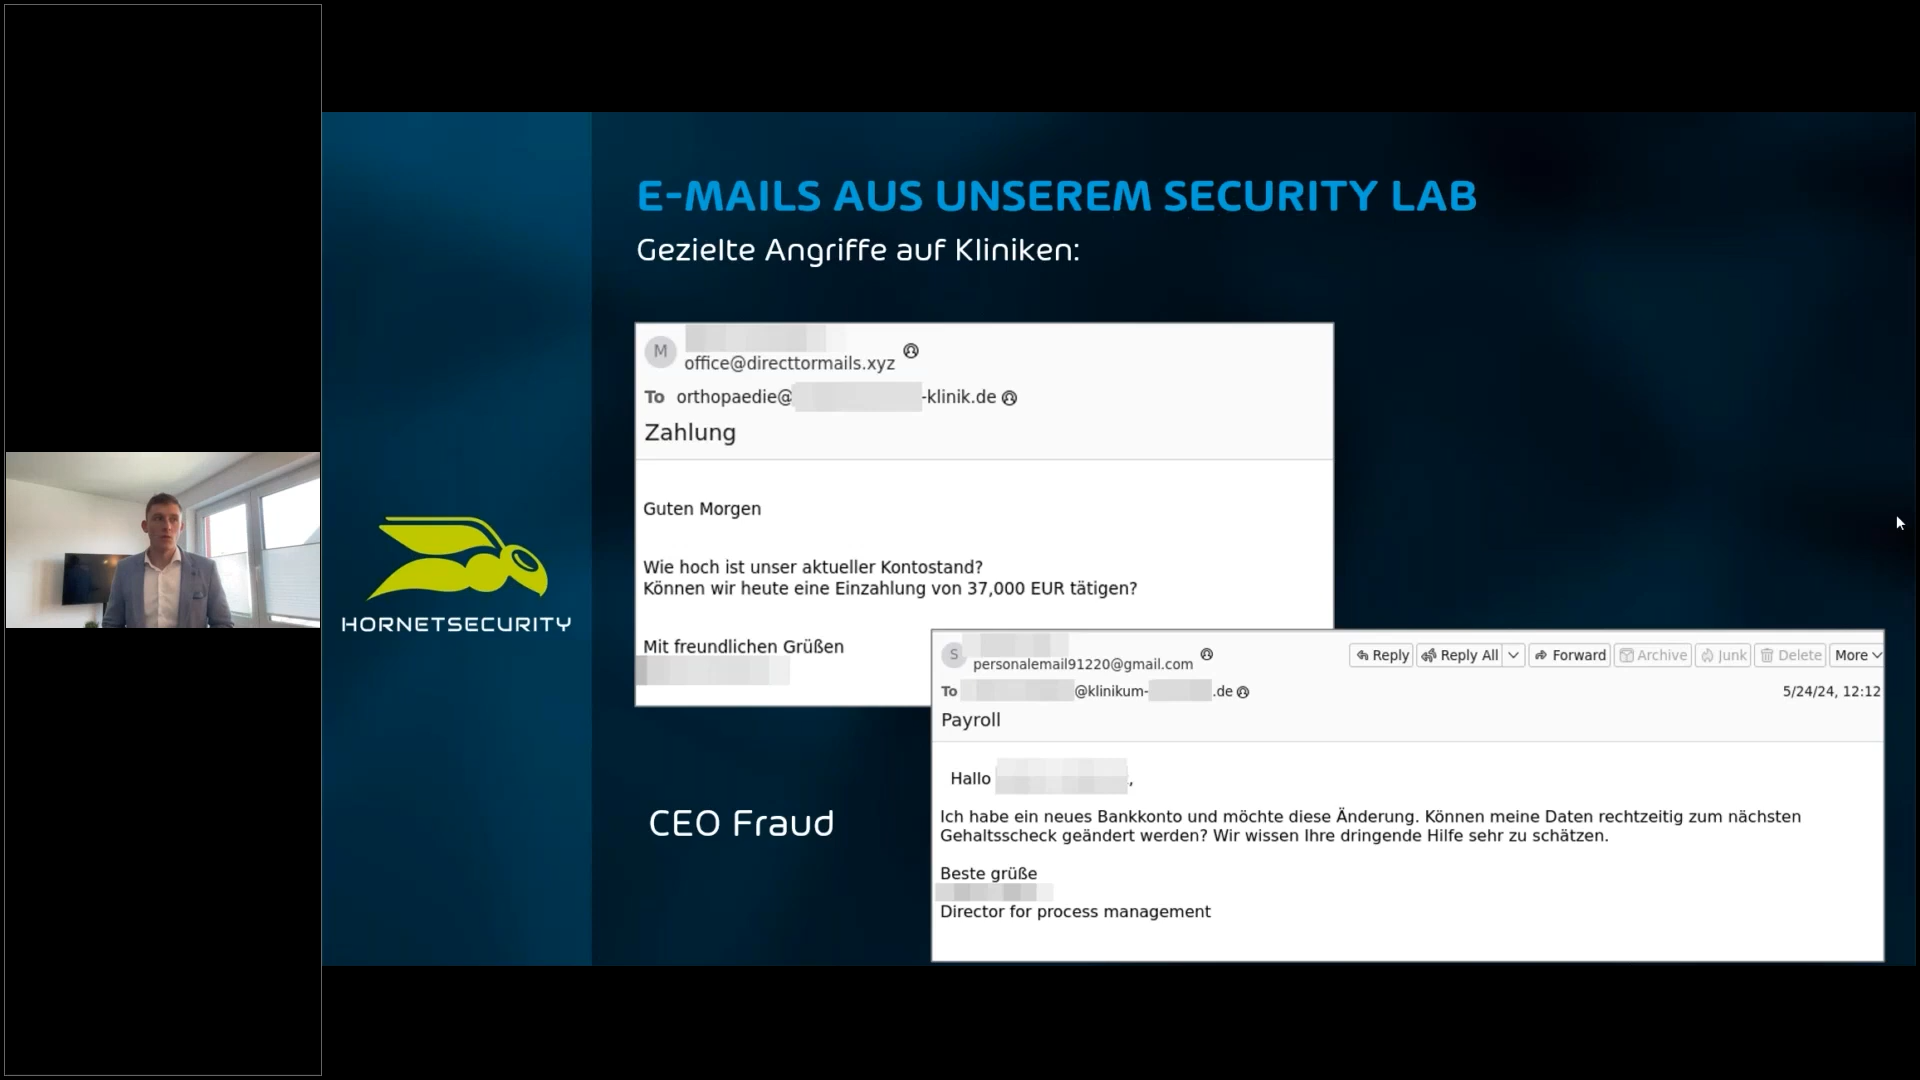 E-MAILS AUS UNSEREM SECURITY LAB
Gezielte Angriffe auf Kliniken:
M
office@directtormails.xyz
To orthopaedie@ -klinik.de
Zahlung
Guten Morgen
Wie hoch ist unser aktueller Kontostand?
Können wir heute eine Einzahlung von 37,000 EUR tätigen?
Mit freundlichen Grüßen
HORNETSECURITY
S
personalemail91220@gmail.com
Reply Reply All Forward Archive Junk Delete More
To @klinikum- .de
5/24/24, 12:12
Payroll
Hallo ,
Ich habe ein neues Bankkonto und möchte diese Änderung. Können meine Daten rechtzeitig zum nächsten
Gehaltsscheck geändert werden? Wir wissen Ihre dringende Hilfe sehr zu schätzen.
Beste grüße
Director for process management
CEO Fraud